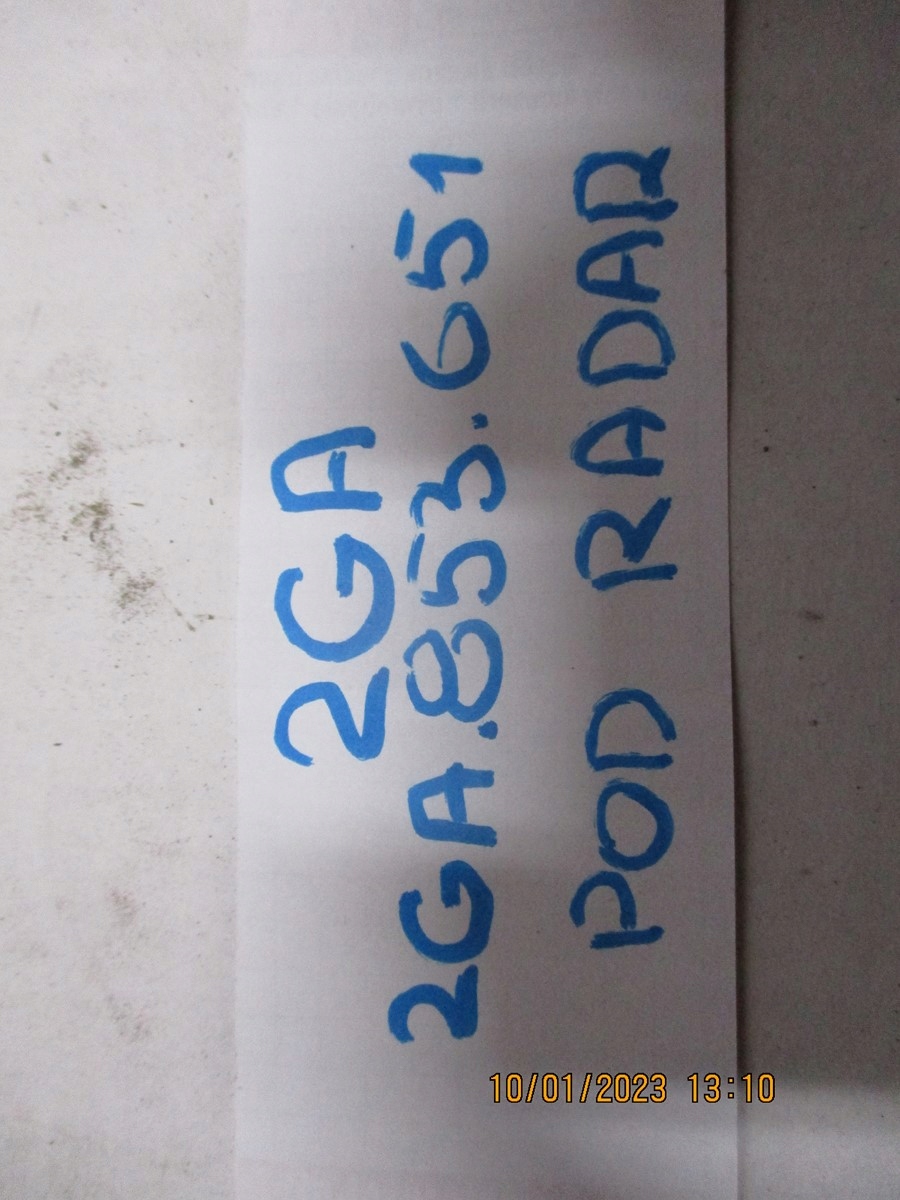 2GA
2GA.853.651
POD RADAR
10/01/2023 13:10